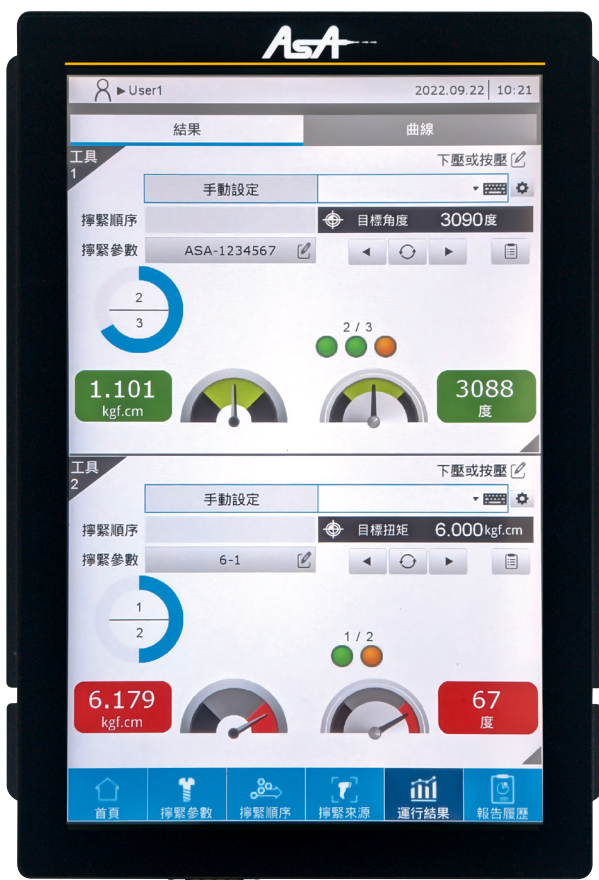 ASA
User1 2022.09.22 10:21
結果 曲線
工具
1
下壓或按壓
手動設定
擰緊順序 目標角度 3090度
擰緊參數 ASA-1234567
2
3
2 / 3
1.101
kgf.cm
3088
度
工具
2
下壓或按壓
手動設定
擰緊順序 目標扭矩 6.000kgf.cm
擰緊參數 6-1
1
2
1 / 2
6.179
kgf.cm
67
度
首頁 擰緊參數 擰緊順序 擰緊來源 運行結果 報告履歷